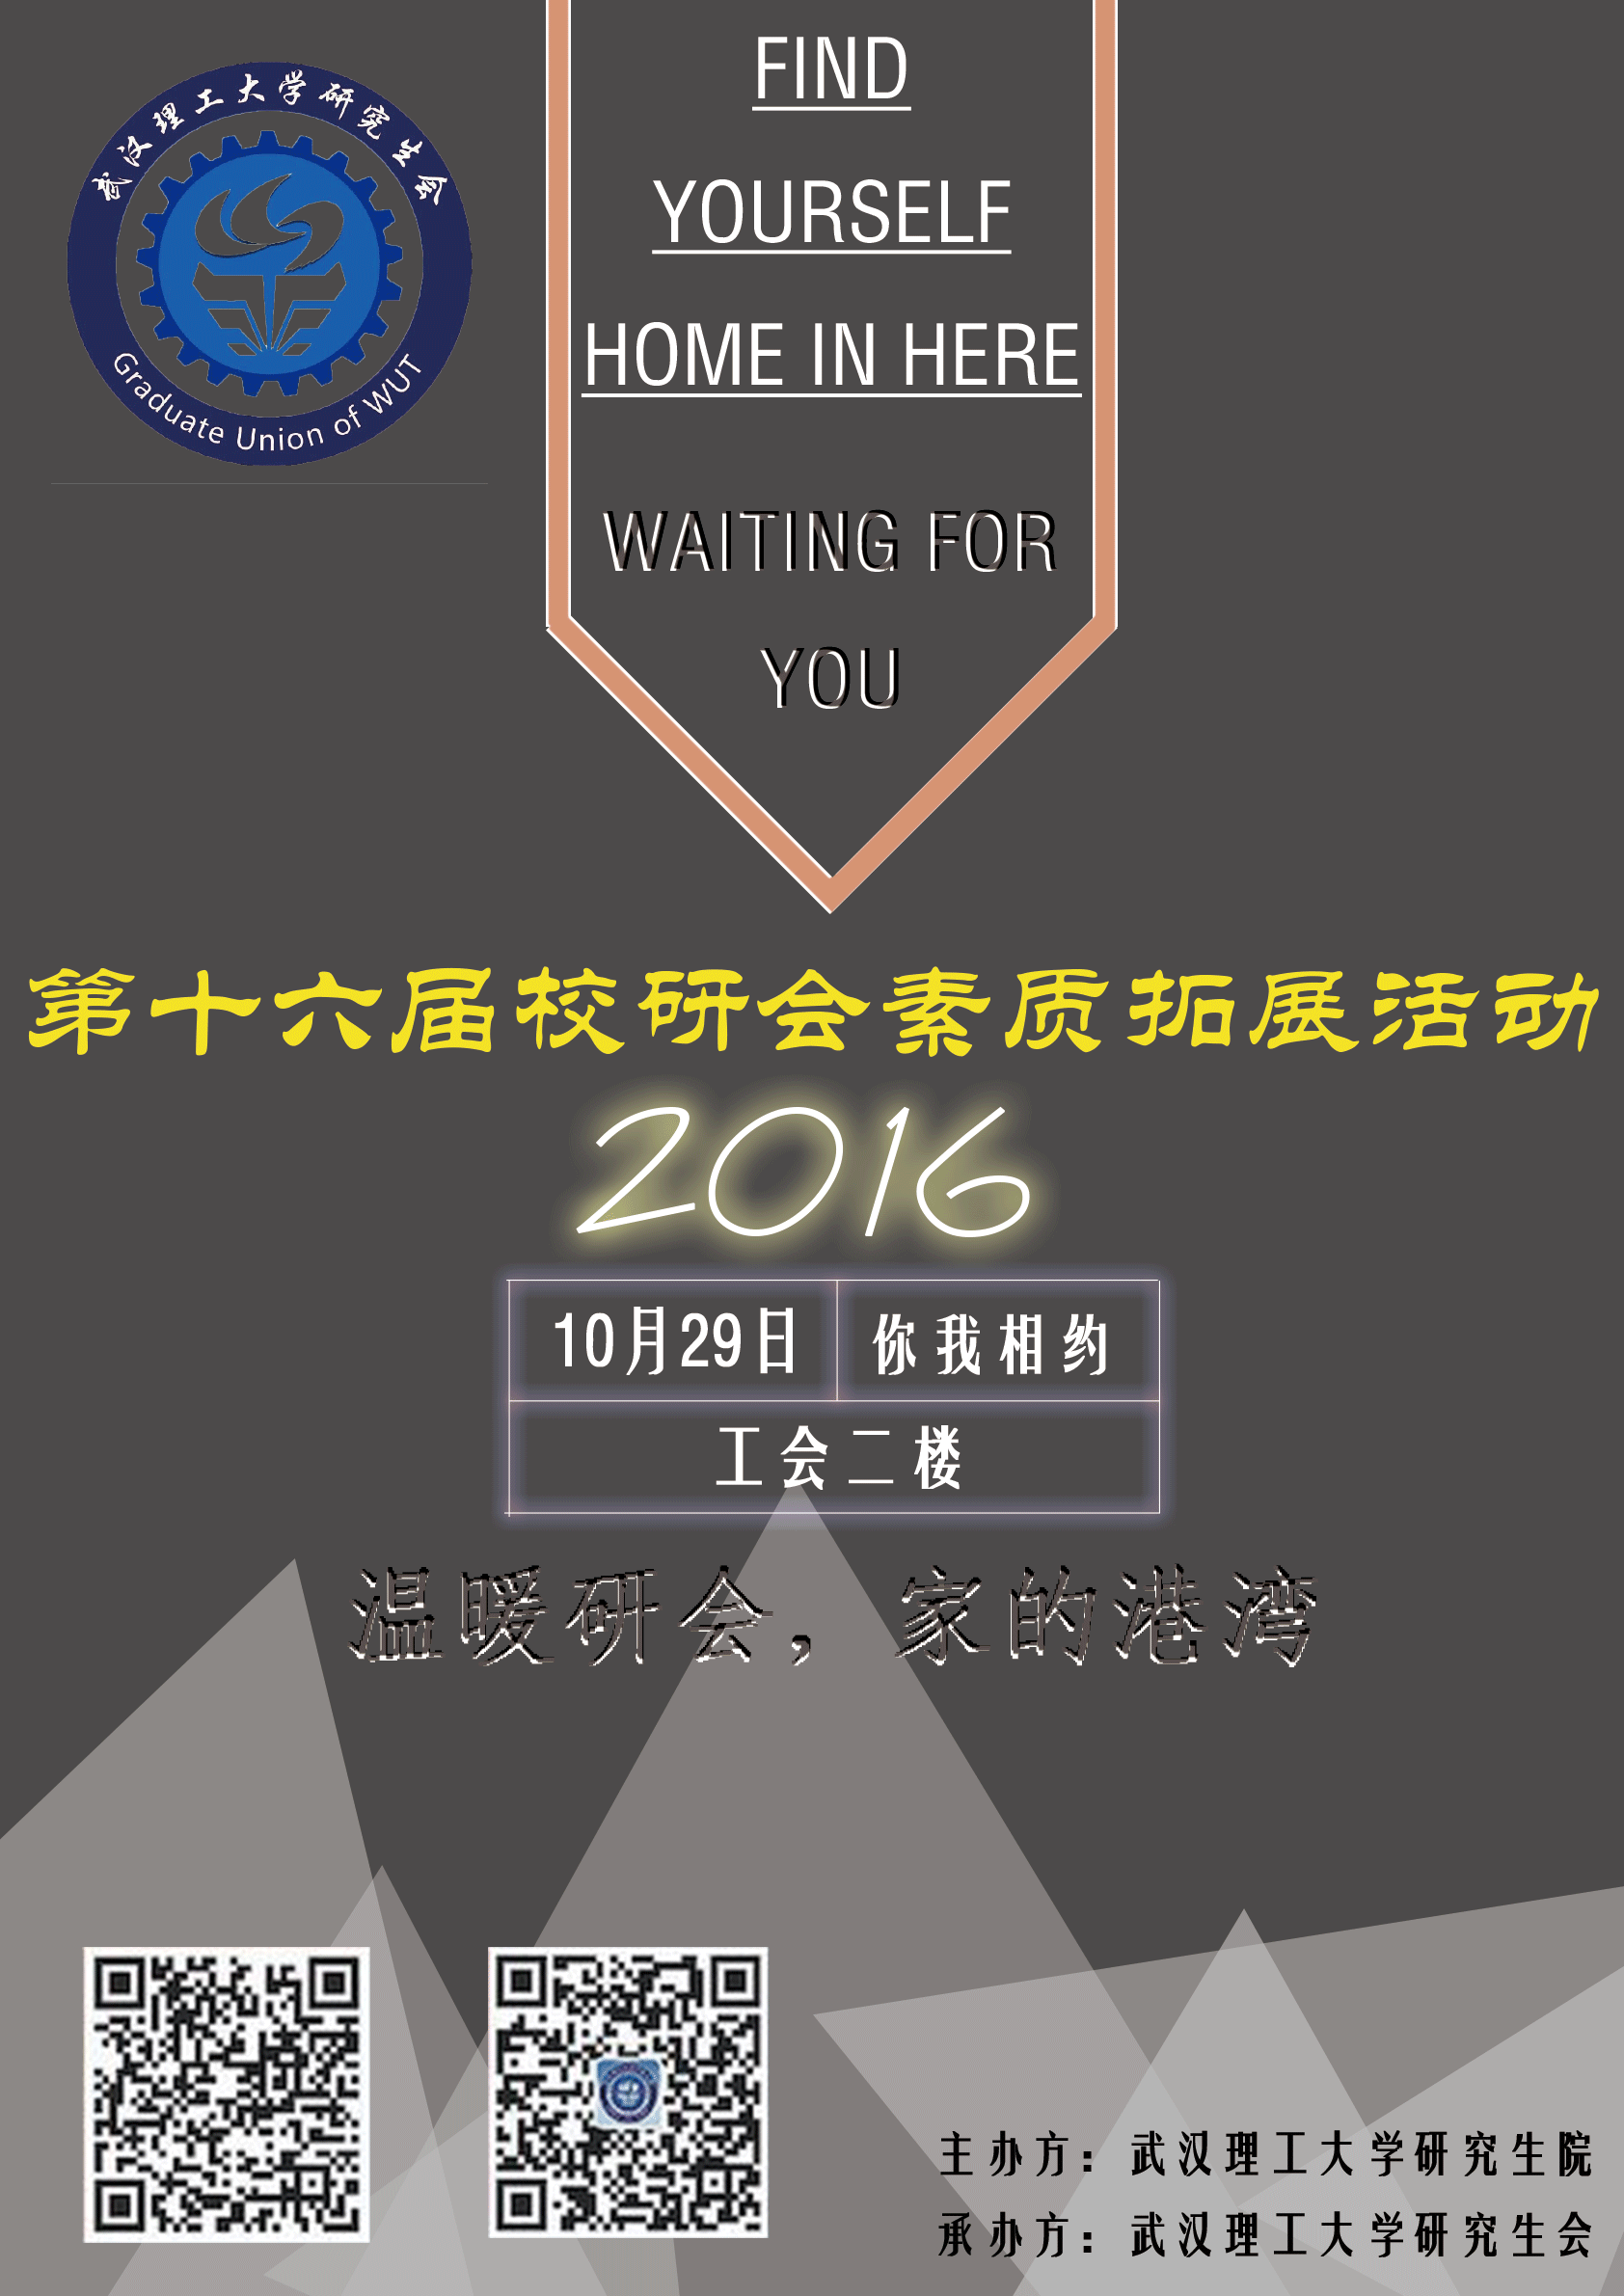 武汉理工大学研究生会
Graduate Union of WUT
FIND
YOURSELF
HOME IN HERE
WAITING FOR
YOU
第十六届校研会素质拓展活动
2016
10月29日 你我相约
工会二楼
温暖研会，家的港湾
主办方：武汉理工大学研究生院
承办方：武汉理工大学研究生会